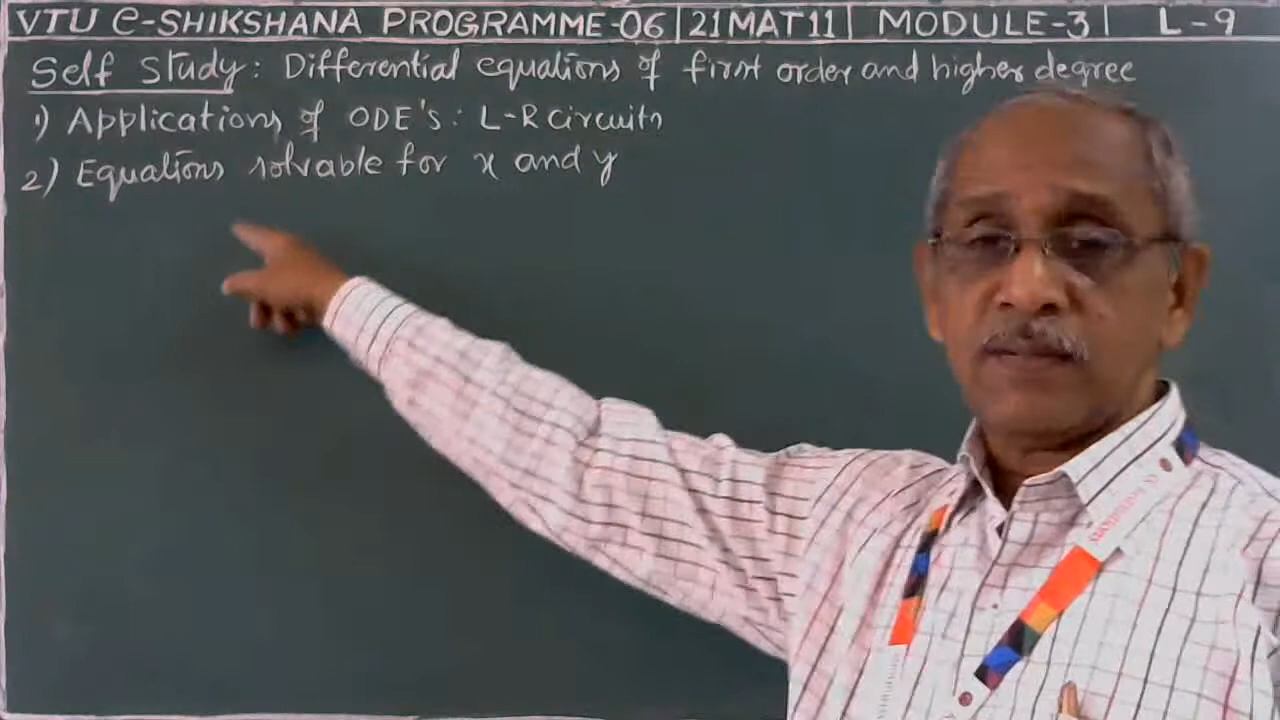 VTU e-SHIKSHANA PROGRAMME-06 | 21MAT11 | MODULE-3 | L-9
Self Study: Differential equations of first order and higher degree
1) Applications of ODE's: L-R circuits
2) Equations solvable for x and y